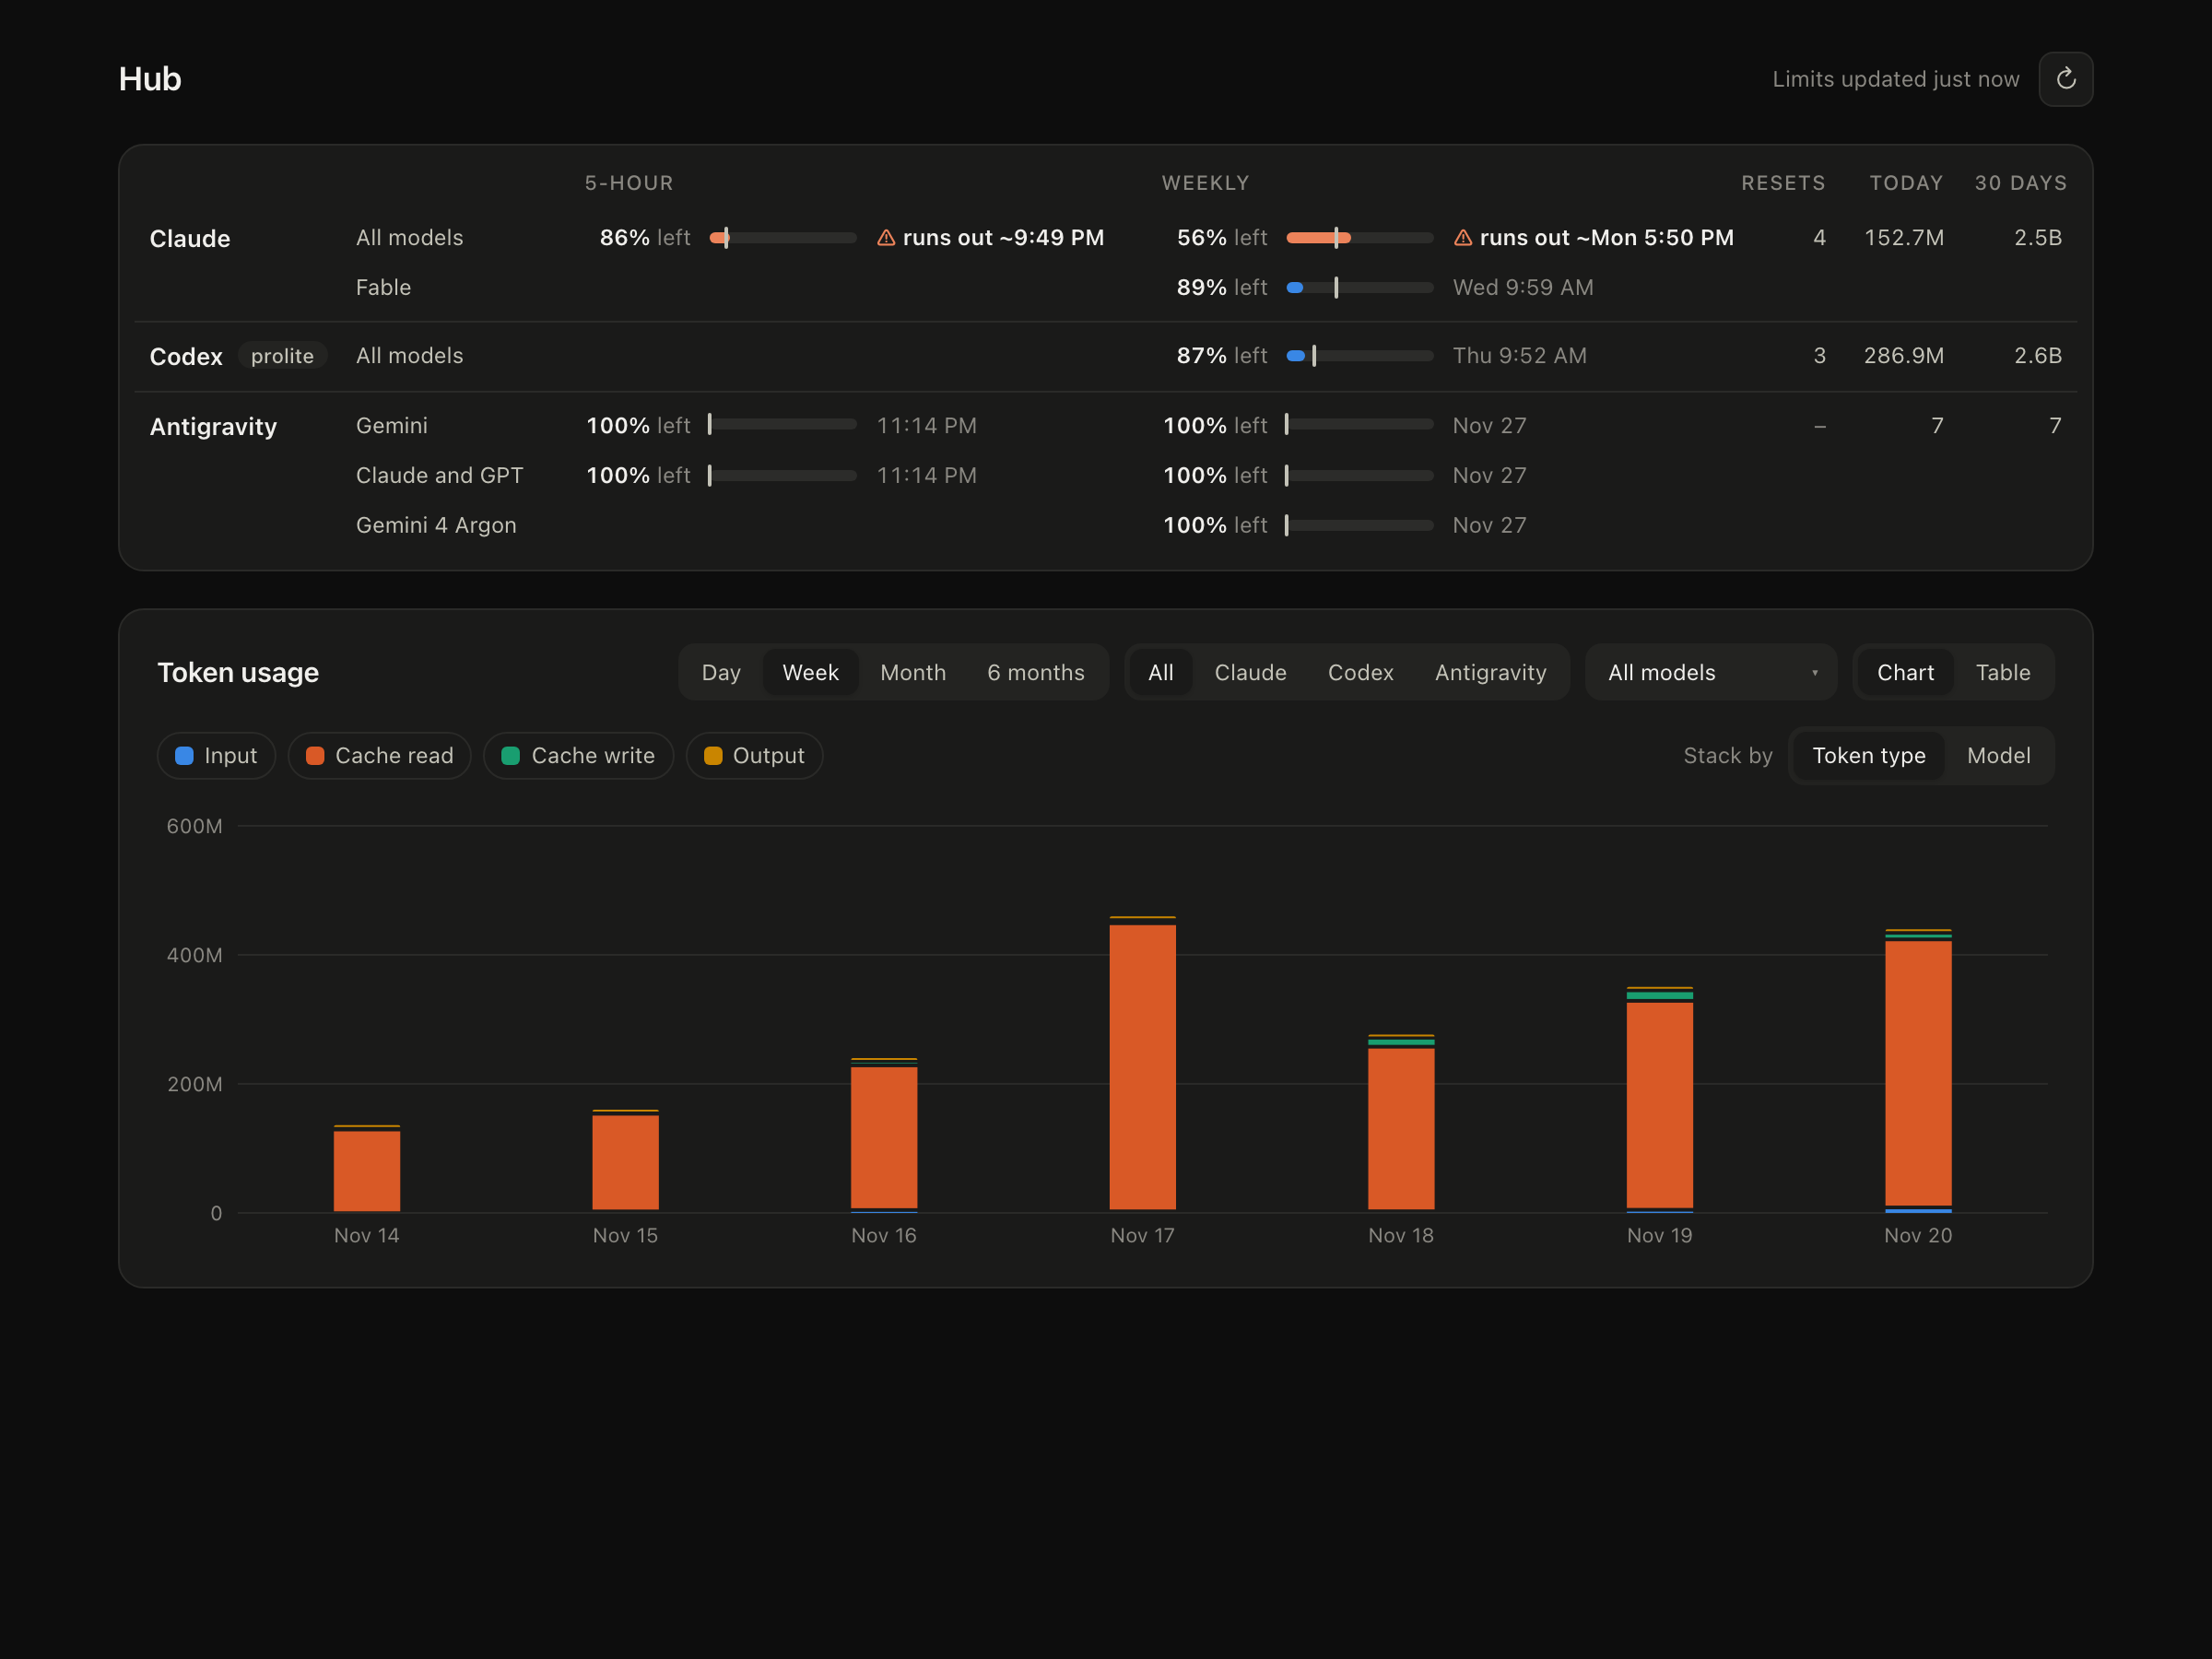 Hub
Limits updated just now
5-HOUR WEEKLY RESETS TODAY 30 DAYS
Claude All models 86% left runs out ~9:49 PM 56% left runs out ~Mon 5:50 PM 4 152.7M 2.5B
Fable 89% left Wed 9:59 AM
Codex prolite All models 87% left Thu 9:52 AM 3 286.9M 2.6B
Antigravity Gemini 100% left 11:14 PM 100% left Nov 27 – 7 7
Claude and GPT 100% left 11:14 PM 100% left Nov 27
Gemini 4 Argon 100% left Nov 27
Token usage Day Week Month 6 months All Claude Codex Antigravity All models Chart Table
Input Cache read Cache write Output Stack by Token type Model
600M
400M
200M
0
Nov 14 Nov 15 Nov 16 Nov 17 Nov 18 Nov 19 Nov 20